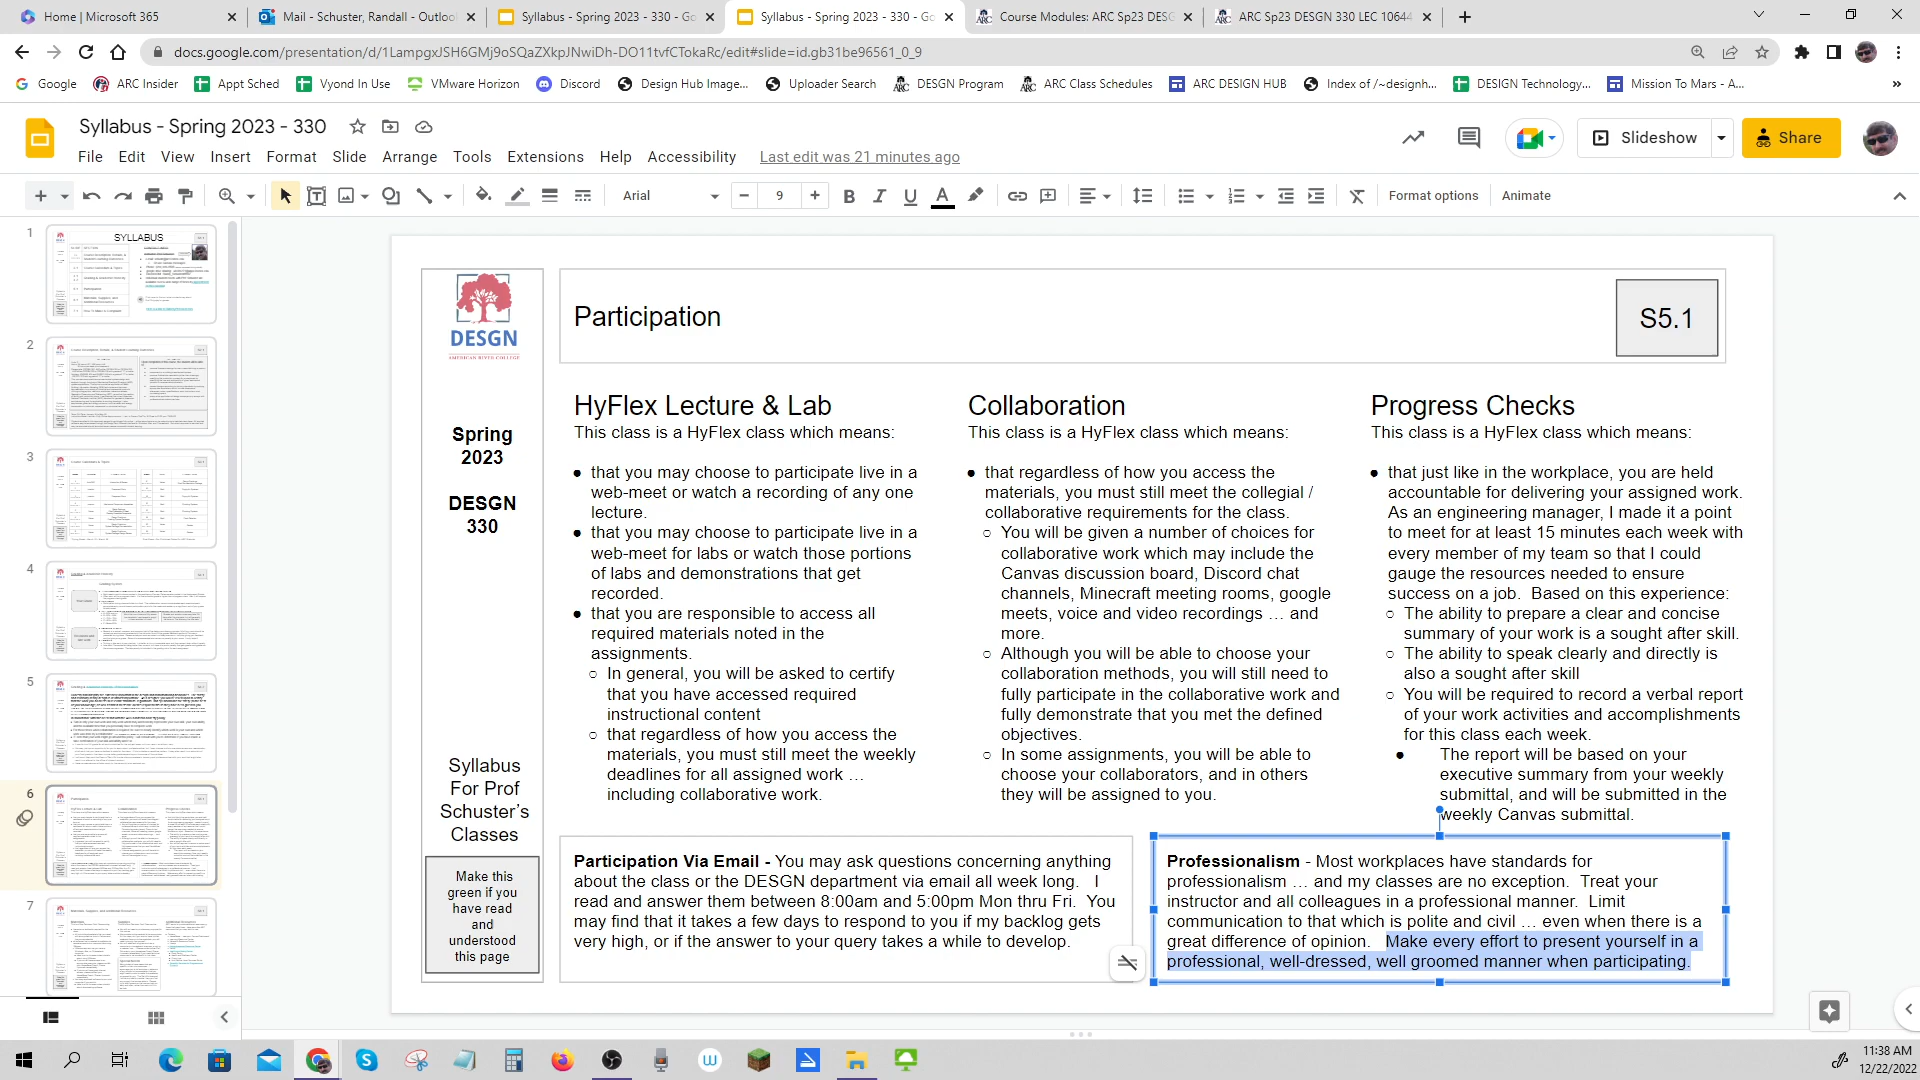 Home | Microsoft 365
Mail - Schuster, Randall - Outlo
Syllabus - Spring 2023 - 330 - Go
Syllabus - Spring 2023 - 330 - Go
Course Modules: ARC Sp23 DESG
ARC Sp23 DESGN 330 LEC 10644
docs.google.com/presentation/d/1LampgxJSH6GMj9oSQaZXkpJNwiDh-DO11tvfCTokaRc/edit#slide=id.gb31be96561_0_9
Google
ARC Insider
Appt Sched
Vyond In Use
VMware Horizon
Discord
Design Hub Image...
Uploader Search
DESGN Program
ARC Class Schedules
ARC DESIGN HUB
Index of /~designh...
DESIGN Technology...
Mission To Mars - A...
Syllabus - Spring 2023 - 330
Slideshow
Share
File Edit View Insert Format Slide Arrange Tools Extensions Help Accessibility Last edit was 21 minutes ago
Arial
9
Format options
Animate
1
SYLLABUS
2
3
4
5
6
7
DESGN
AMERICAN RIVER COLLEGE
Spring
2023
DESGN
330
Syllabus
For Prof
Schuster's
Classes
Make this
green if you
have read
and
understood
this page
Participation
S5.1
HyFlex Lecture & Lab
This class is a HyFlex class which means:
● that you may choose to participate live in a
web-meet or watch a recording of any one
lecture.
● that you may choose to participate live in a
web-meet for labs or watch those portions
of labs and demonstrations that get
recorded.
● that you are responsible to access all
required materials noted in the
assignments.
○ In general, you will be asked to certify
that you have accessed required
instructional content
○ that regardless of how you access the
materials, you must still meet the weekly
deadlines for all assigned work …
including collaborative work.
Collaboration
This class is a HyFlex class which means:
● that regardless of how you access the
materials, you must still meet the collegial /
collaborative requirements for the class.
○ You will be given a number of choices for
collaborative work which may include the
Canvas discussion board, Discord chat
channels, Minecraft meeting rooms, google
meets, voice and video recordings … and
more.
○ Although you will be able to choose your
collaboration methods, you will still need to
fully participate in the collaborative work and
fully demonstrate that you met the defined
objectives.
○ In some assignments, you will be able to
choose your collaborators, and in others
they will be assigned to you.
Progress Checks
This class is a HyFlex class which means:
● that just like in the workplace, you are held
accountable for delivering your assigned work.
As an engineering manager, I made it a point
to meet for at least 15 minutes each week with
every member of my team so that I could
gauge the resources needed to ensure
success on a job. Based on this experience:
○ The ability to prepare a clear and concise
summary of your work is a sought after skill.
○ The ability to speak clearly and directly is
also a sought after skill
○ You will be required to record a verbal report
of your work activities and accomplishments
for this class each week.
● The report will be based on your
executive summary from your weekly
submittal, and will be submitted in the
weekly Canvas submittal.
Participation Via Email - You may ask questions concerning anything
about the class or the DESGN department via email all week long. I
read and answer them between 8:00am and 5:00pm Mon thru Fri. You
may find that it takes a few days to respond to you if my backlog gets
very high, or if the answer to your query takes a while to develop.
Professionalism - Most workplaces have standards for
professionalism … and my classes are no exception. Treat your
instructor and all colleagues in a professional manner. Limit
communication to that which is polite and civil … even when there is a
great difference of opinion. Make every effort to present yourself in a
professional, well-dressed, well groomed manner when participating.
11:38 AM
12/22/2022